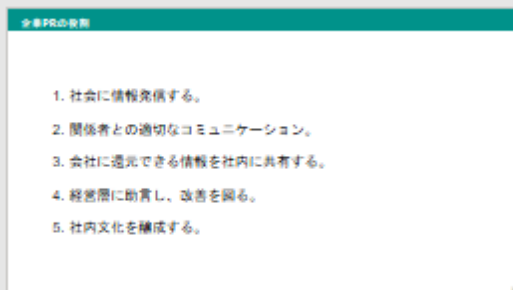 企業PRの役割
1. 社会に情報発信する。
2. 関係者との適切なコミュニケーション。
3. 会社に還元できる情報を社内に共有する。
4. 経営層に助言し、改善を図る。
5. 社内文化を醸成する。